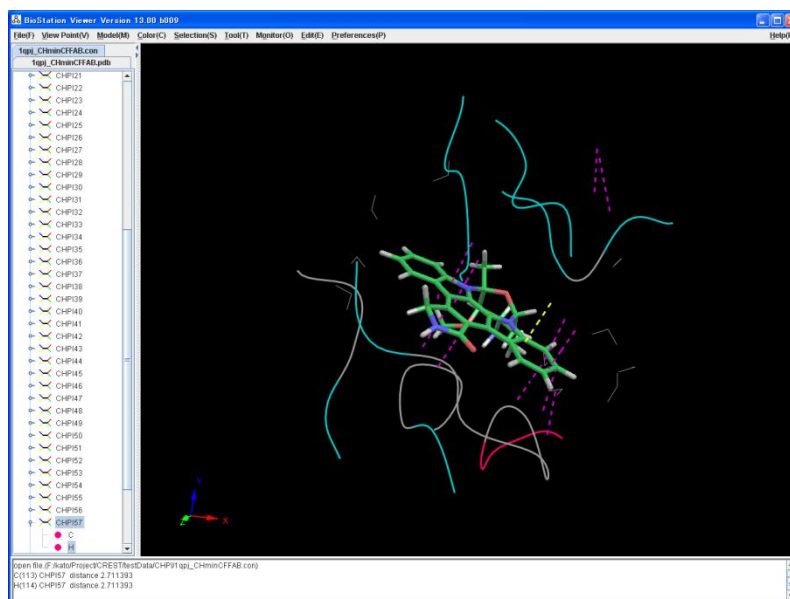 BioStation Viewer Version 13.00 b009
File(F) View Point(V) Model(M) Color(C) Selection(S) Tool(T) Monitor(O) Edit(E) Preferences(P) Help(
1qpj_CHminCFFAB.con
1qpj_CHminCFFAB.pdb
CHPI21
CHPI22
CHPI23
CHPI24
CHPI25
CHPI26
CHPI27
CHPI28
CHPI29
CHPI30
CHPI31
CHPI32
CHPI33
CHPI34
CHPI35
CHPI36
CHPI37
CHPI38
CHPI39
CHPI40
CHPI41
CHPI42
CHPI43
CHPI44
CHPI45
CHPI46
CHPI47
CHPI48
CHPI49
CHPI50
CHPI51
CHPI52
CHPI53
CHPI54
CHPI55
CHPI56
CHPI57
C
H
Y
Z X
open file.(F:/kato/Project/CREST/testData/CHPI/1qpj_CHminCFFAB.con)
C(113) CHPI57 distance 2.711393
H(114) CHPI57 distance 2.711393